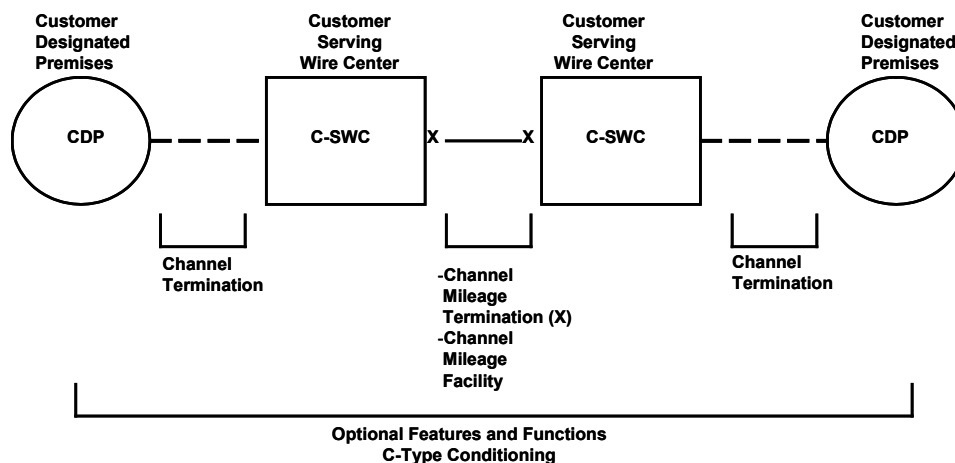 Customer
Designated
Premises
Customer
Serving
Wire Center
Customer
Serving
Wire Center
Customer
Designated
Premises
CDP
C-SWC
X
X
C-SWC
CDP
Channel
Termination
-Channel
Mileage
Termination (X)
-Channel
Mileage
Facility
Channel
Termination
Optional Features and Functions
C-Type Conditioning